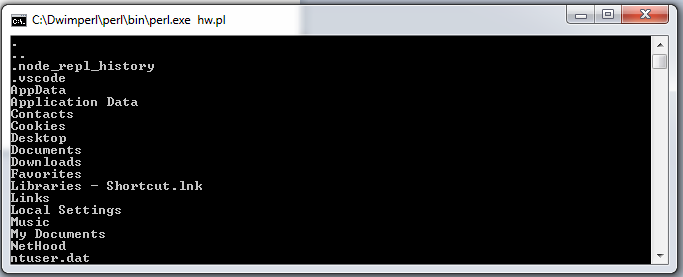 C:\Dwimperl\perl\bin\perl.exe hw.pl
.
..
.node_repl_history
.vscode
AppData
Application Data
Contacts
Cookies
Desktop
Documents
Downloads
Favorites
Libraries - Shortcut.lnk
Links
Local Settings
Music
My Documents
NetHood
ntuser.dat